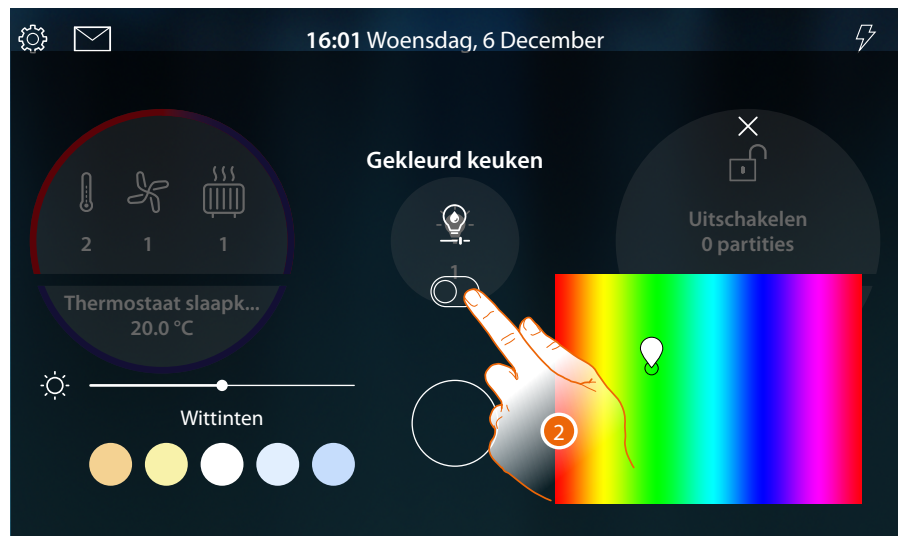 16:01 Woensdag, 6 December
Gekleurd keuken
2 1 1
1
Uitschakelen
0 partities
Thermostaat slaapk...
20.0 °C
Wittinten
2